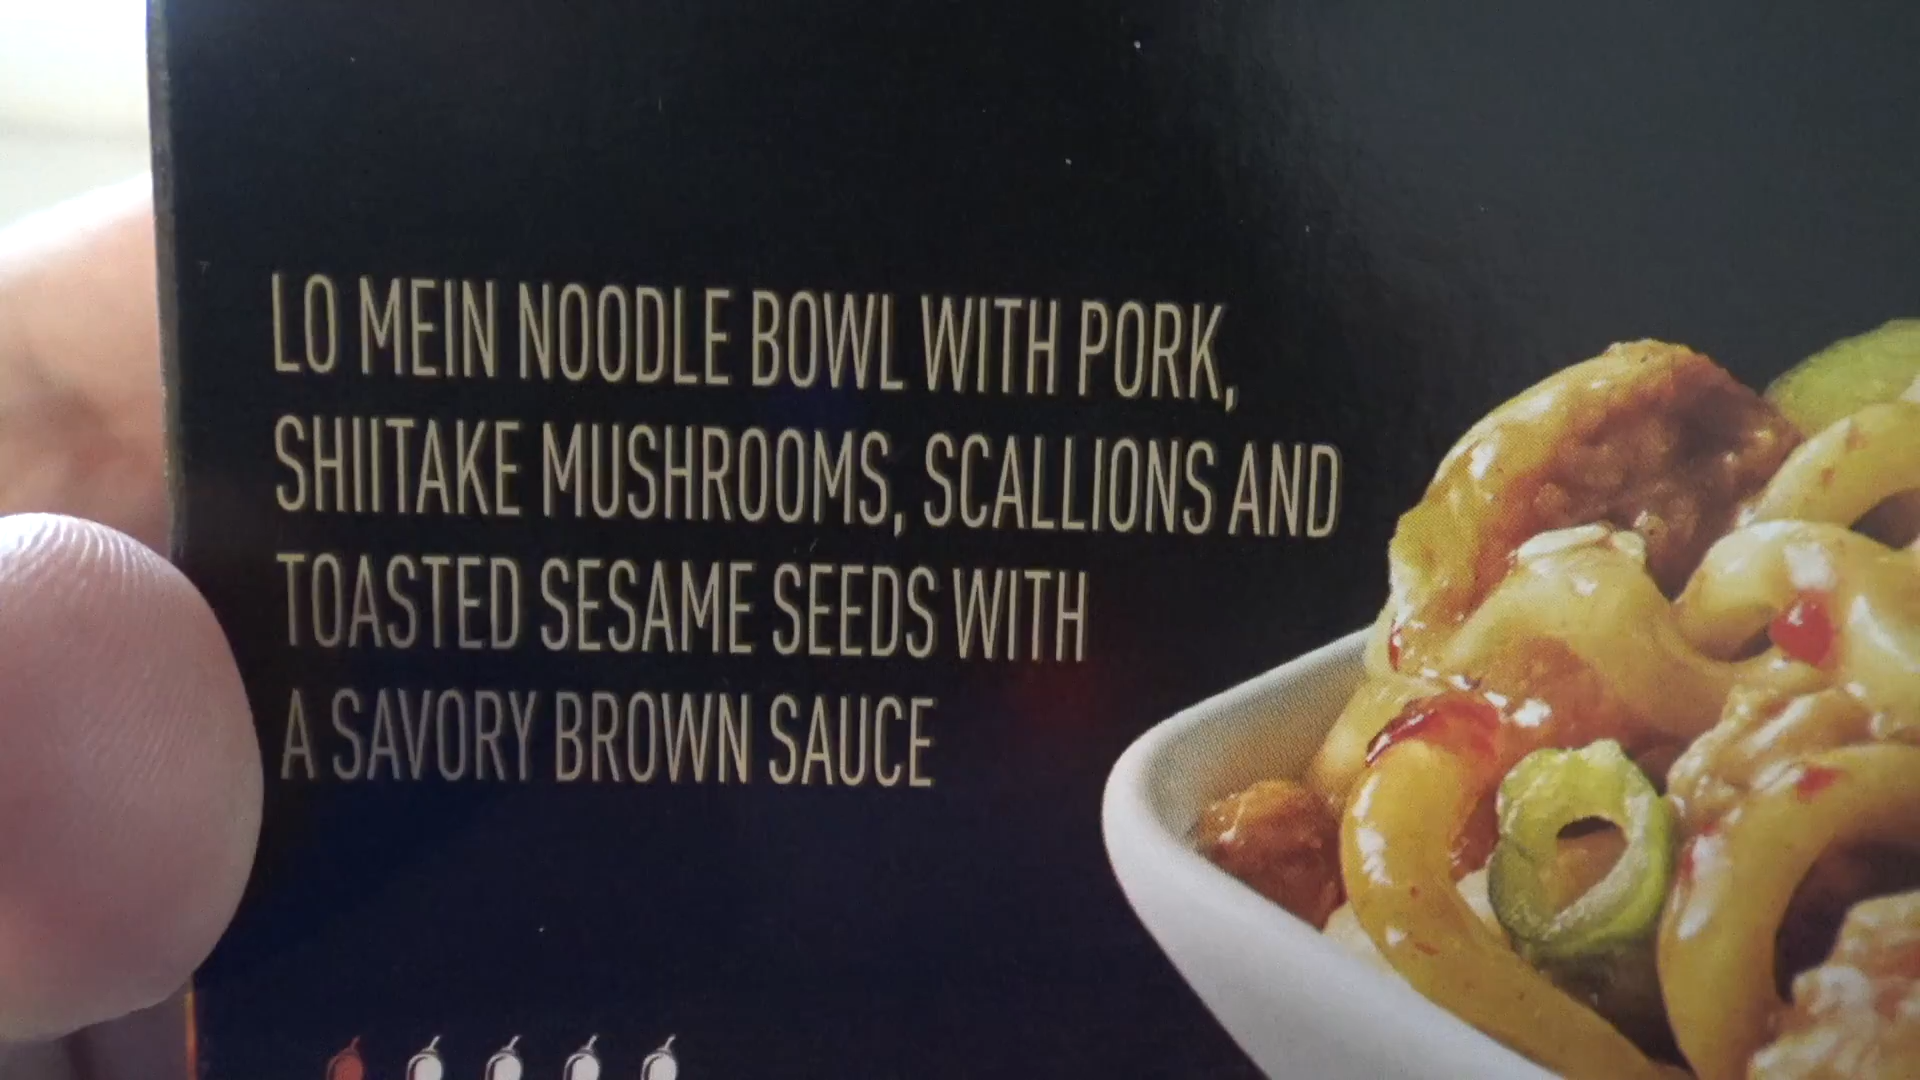 LO MEIN NOODLE BOWL WITH PORK,
SHIITAKE MUSHROOMS, SCALLIONS AND
TOASTED SESAME SEEDS WITH
A SAVORY BROWN SAUCE